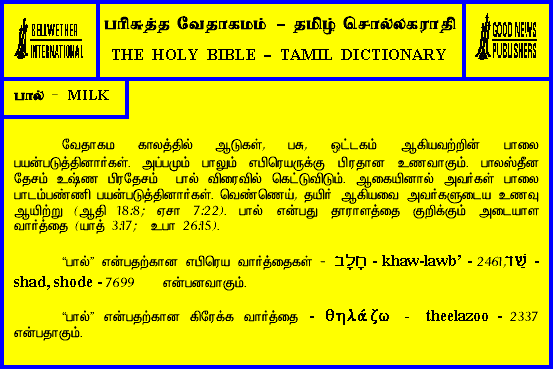 BELLWETHER
INTERNATIONAL
பரிசுத்த வேதாகமம் – தமிழ் சொல்லகராதி
THE HOLY BIBLE – TAMIL DICTIONARY
GOOD NEWS
PUBLISHERS
பால் – MILK
வேதாகம காலத்தில் ஆடுகள், பசு, ஒட்டகம் ஆகியவற்றின் பாலை
பயன்படுத்தினார்கள். அப்பமும் பாலும் எபிரெயருக்கு பிரதான உணவாகும். பாலஸ்தீன
தேசம் உஷ்ண பிரதேசம் பால் விரைவில் கெட்டுவிடும். ஆகையினால் அவர்கள் பாலை
பாடம்பண்ணி பயன்படுத்தினார்கள். வெண்ணெய், தயிர் ஆகியவை அவர்களுடைய உணவு
ஆயிற்று (ஆதி 18:8; ஏசா 7:22). பால் என்பது தாராளத்தை குறிக்கும் அடையாள
வார்த்தை (யாத் 3:17; உபா 26:15).
“பால்” என்பதற்கான எபிரெய வார்த்தைகள் - חָלָב - khaw-lawb’ - 2461, שַׁד -
shad, shode - 7699 என்பனவாகும்.
“பால்” என்பதற்கான கிரேக்க வார்த்தை - θηλάζω - theelazoo - 2337
என்பதாகும்.